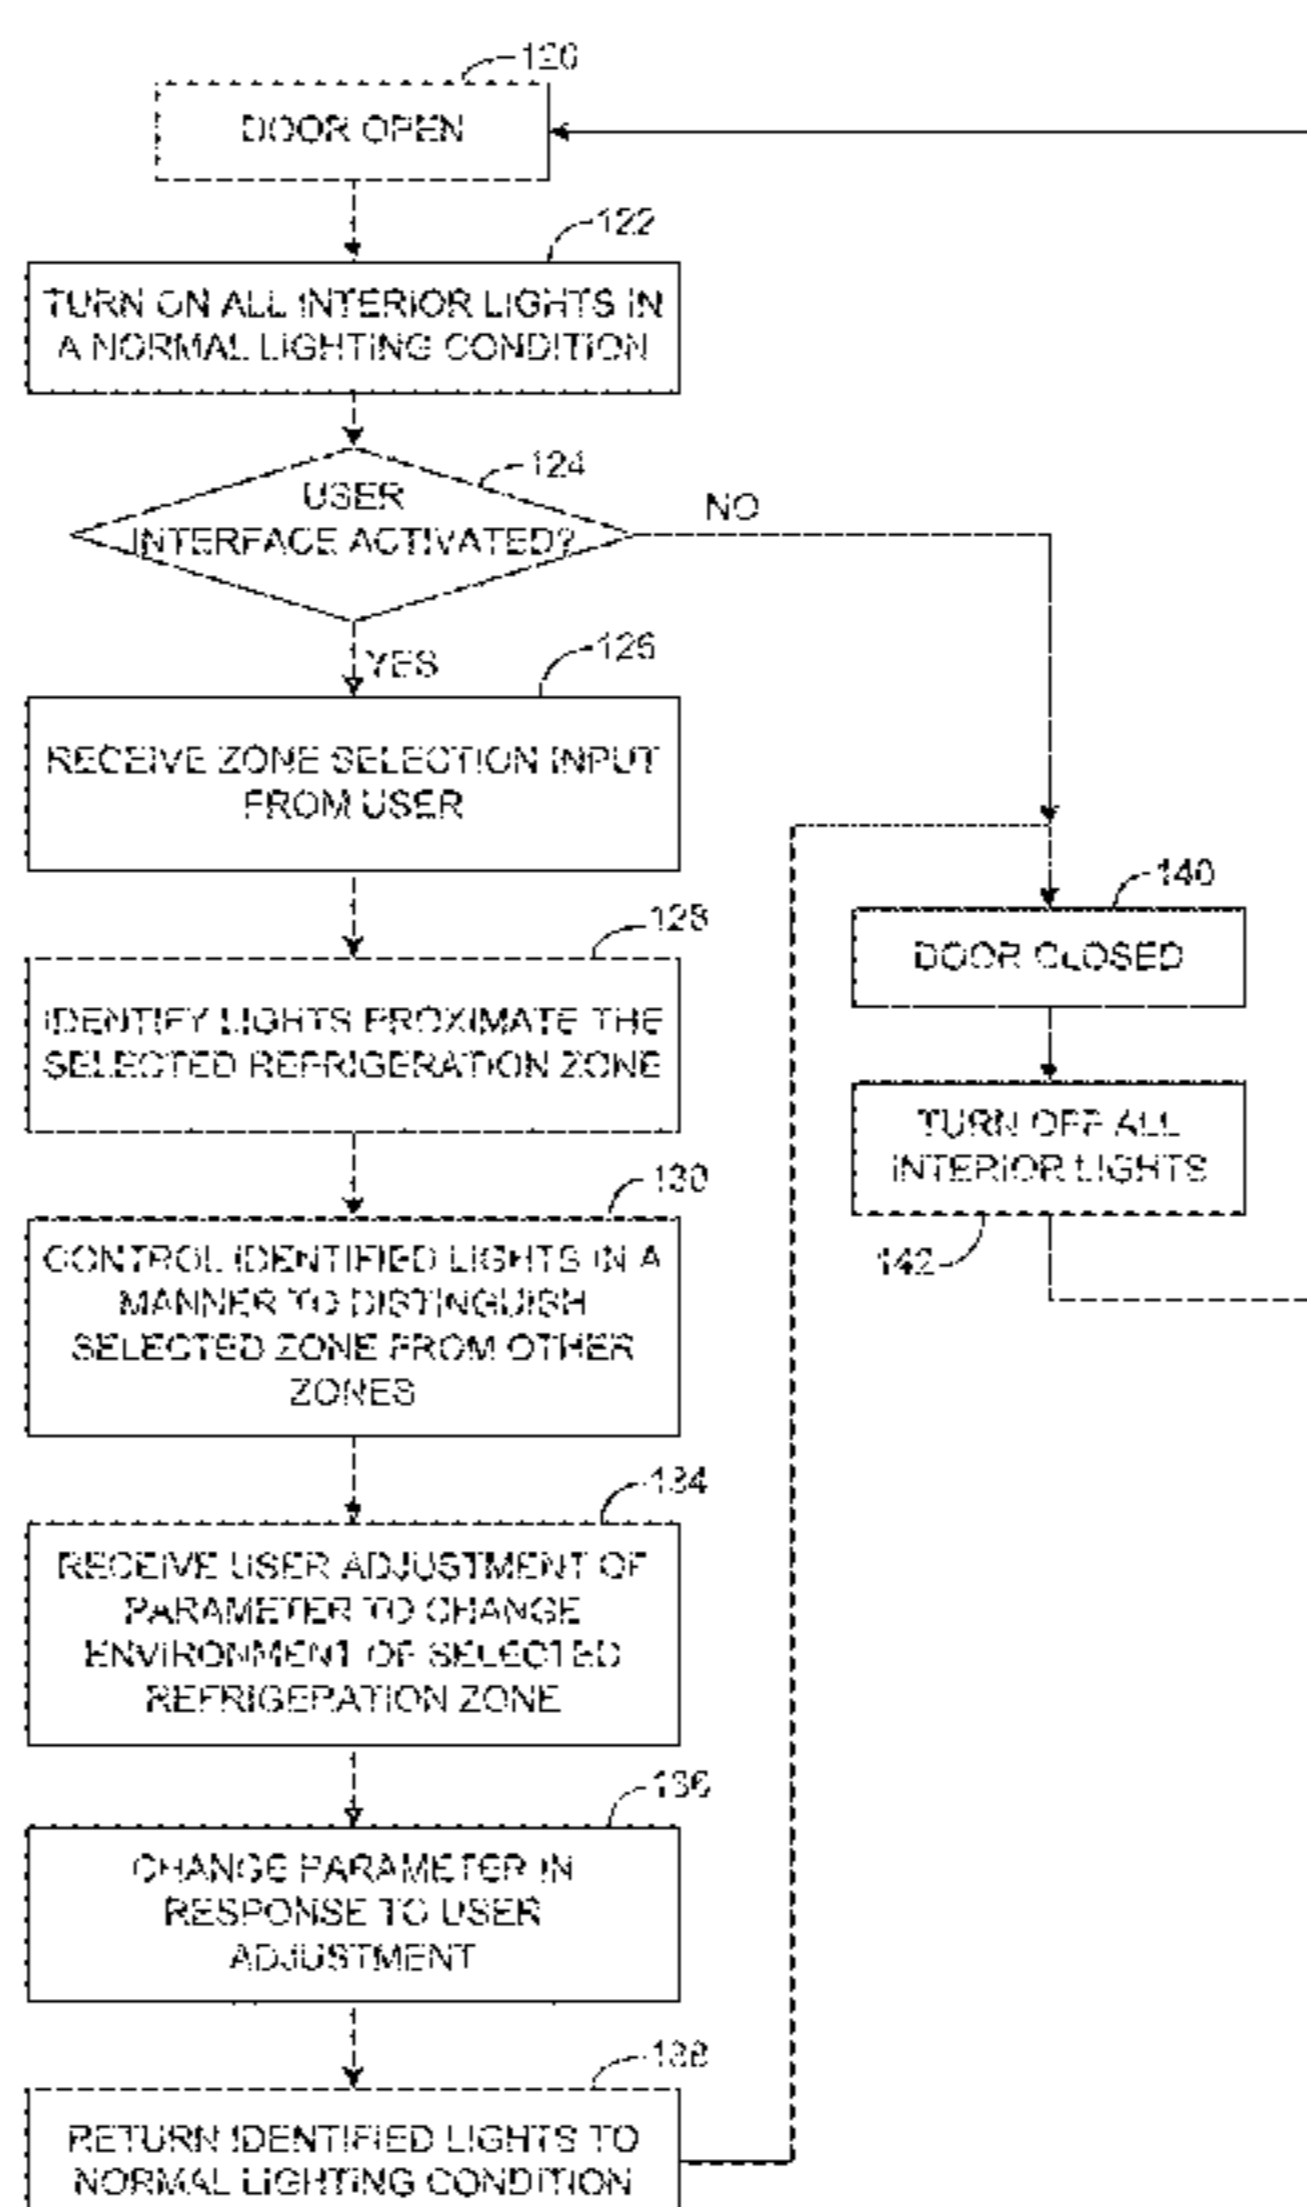 120
DOOR OPEN
122
TURN ON ALL INTERIOR LIGHTS IN
A NORMAL LIGHTING CONDITION
124
USER
INTERFACE ACTIVATED?
NO
YES
126
RECEIVE ZONE SELECTION INPUT
FROM USER
128
IDENTIFY LIGHTS PROXIMATE THE
SELECTED REFRIGERATION ZONE
130
CONTROL IDENTIFIED LIGHTS IN A
MANNER TO DISTINGUISH
SELECTED ZONE FROM OTHER
ZONES
134
RECEIVE USER ADJUSTMENT OF
PARAMETER TO CHANGE
ENVIRONMENT OF SELECTED
REFRIGERATION ZONE
136
CHANGE PARAMETER IN
RESPONSE TO USER
ADJUSTMENT
138
RETURN IDENTIFIED LIGHTS TO
NORMAL LIGHTING CONDITION
140
DOOR CLOSED
TURN OFF ALL
INTERIOR LIGHTS
142